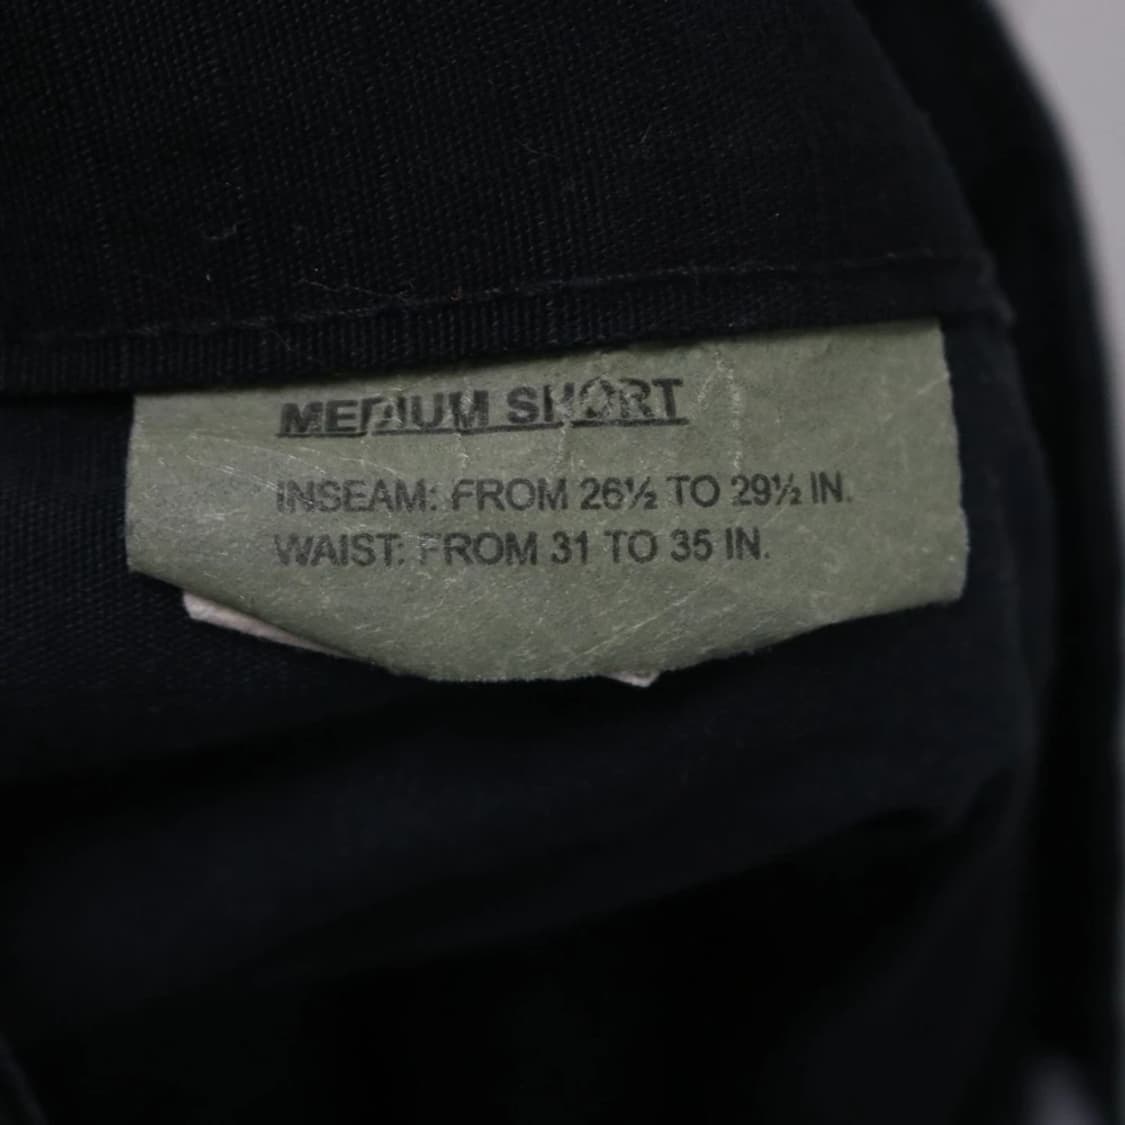 MEDIUM SHORT
INSEAM: FROM 26½ TO 29½ IN.
WAIST: FROM 31 TO 35 IN.